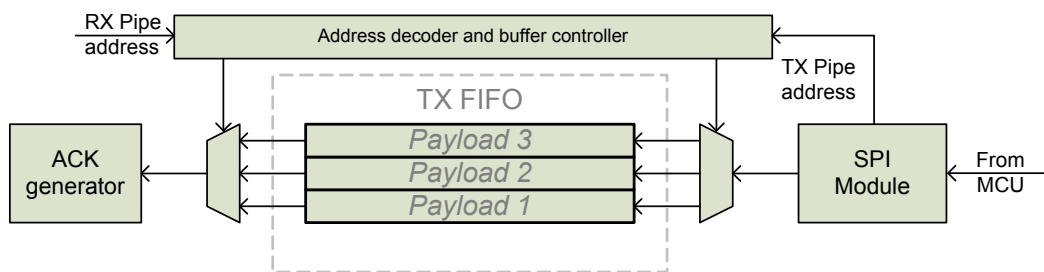 RX Pipe
address
Address decoder and buffer controller
TX Pipe
address
TX FIFO
Payload 3
Payload 2
Payload 1
ACK
generator
SPI
Module
From
MCU